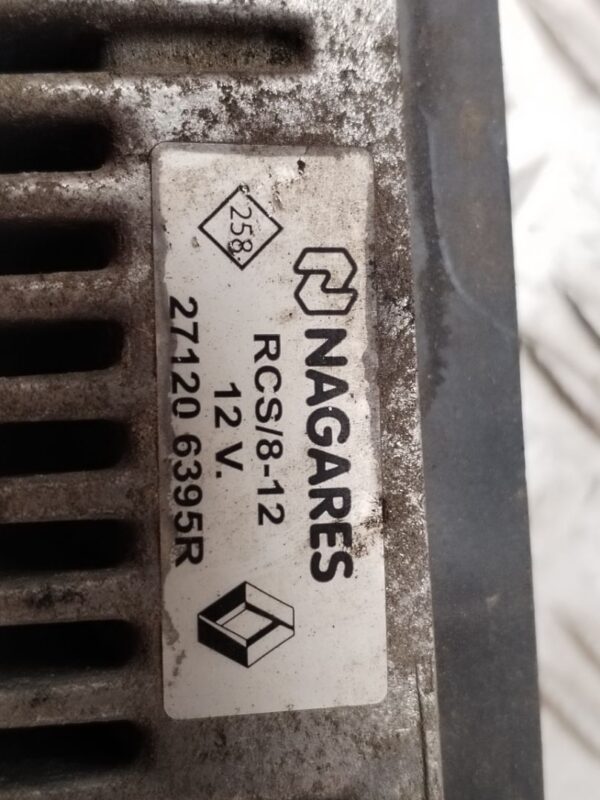 NAGARES
258
RCS/8-12
12 V.
27120 6395R